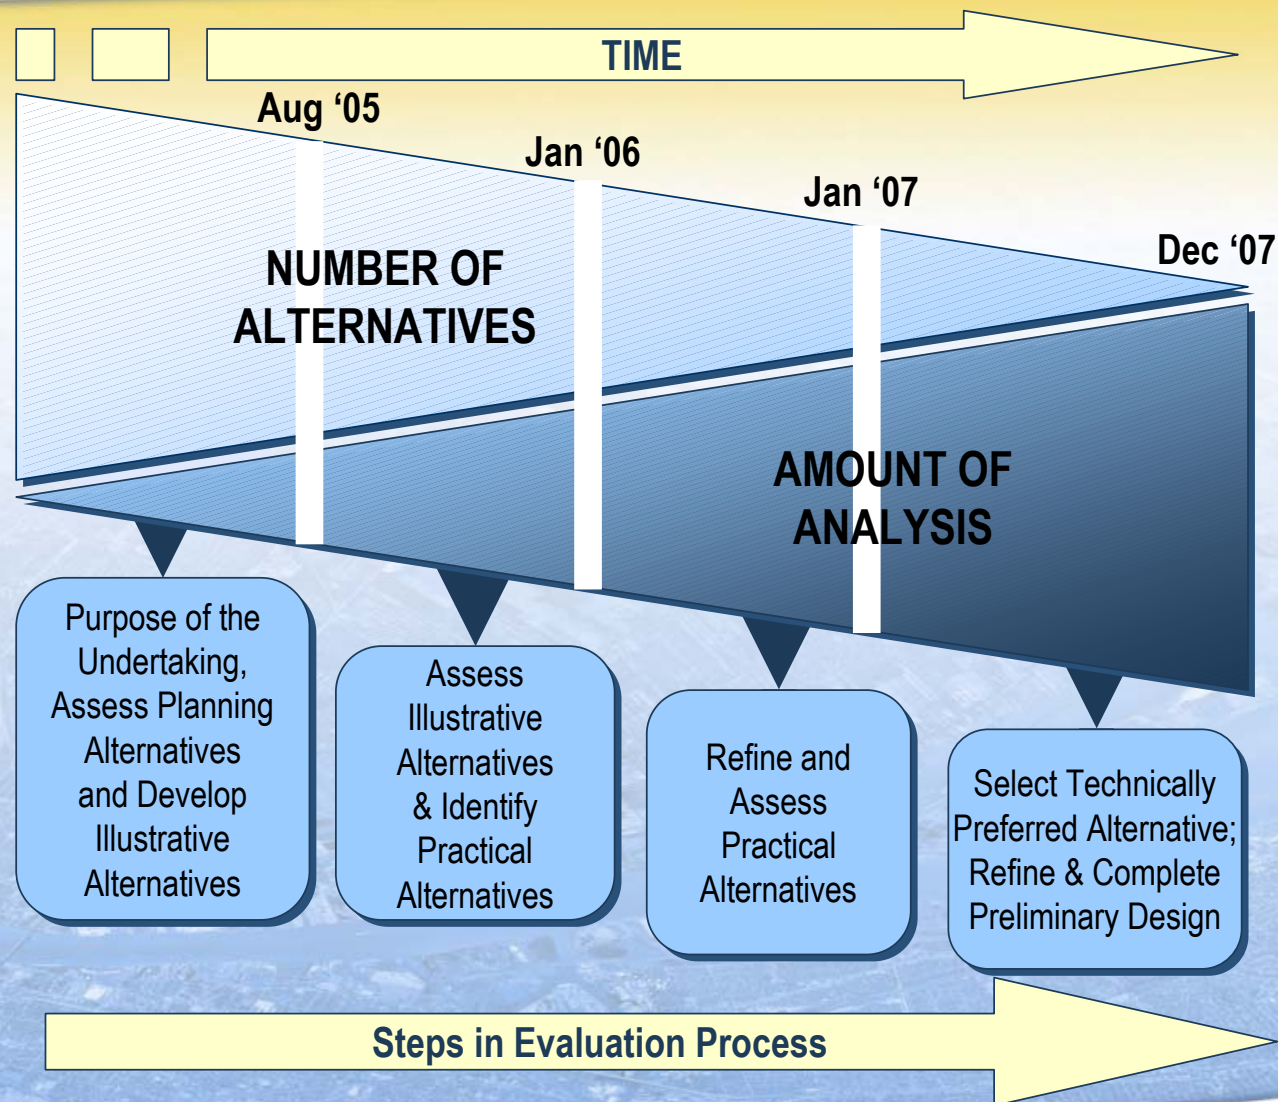 TIME
Aug ‘05
Jan ‘06
Jan ‘07
Dec ‘07
NUMBER OF
ALTERNATIVES
AMOUNT OF
ANALYSIS
Purpose of the
Undertaking,
Assess Planning
Alternatives
and Develop
Illustrative
Alternatives
Assess
Illustrative
Alternatives
& Identify
Practical
Alternatives
Refine and
Assess
Practical
Alternatives
Select Technically
Preferred Alternative;
Refine & Complete
Preliminary Design
Steps in Evaluation Process